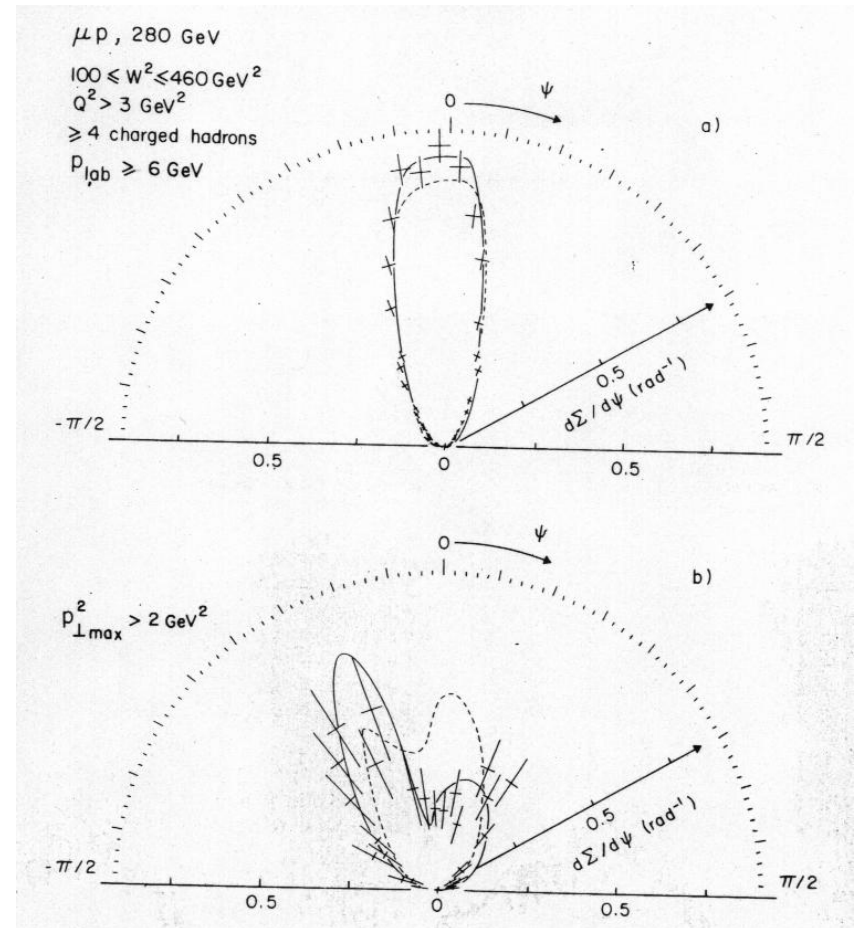 μp, 280 GeV
100 ≤ W² ≤ 460 GeV²
Q² > 3 GeV²
≥ 4 charged hadrons
p_lab ≥ 6 GeV
0
ψ
a)
0.5
dΣ/dψ (rad⁻¹)
-π/2
π/2
0.5
0
0.5
0
ψ
b)
p²_⊥max > 2 GeV²
0.5
dΣ/dψ (rad⁻¹)
-π/2
π/2
0.5
0
0.5